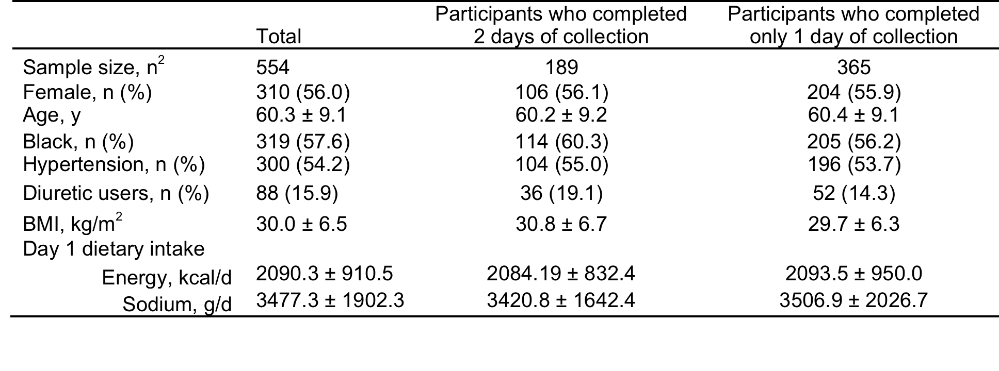 Total Participants who completed 2 days of collection Participants who completed only 1 day of collection
Sample size, n² 554 189 365
Female, n (%) 310 (56.0) 106 (56.1) 204 (55.9)
Age, y 60.3 ± 9.1 60.2 ± 9.2 60.4 ± 9.1
Black, n (%) 319 (57.6) 114 (60.3) 205 (56.2)
Hypertension, n (%) 300 (54.2) 104 (55.0) 196 (53.7)
Diuretic users, n (%) 88 (15.9) 36 (19.1) 52 (14.3)
BMI, kg/m² 30.0 ± 6.5 30.8 ± 6.7 29.7 ± 6.3
Day 1 dietary intake
Energy, kcal/d 2090.3 ± 910.5 2084.19 ± 832.4 2093.5 ± 950.0
Sodium, g/d 3477.3 ± 1902.3 3420.8 ± 1642.4 3506.9 ± 2026.7